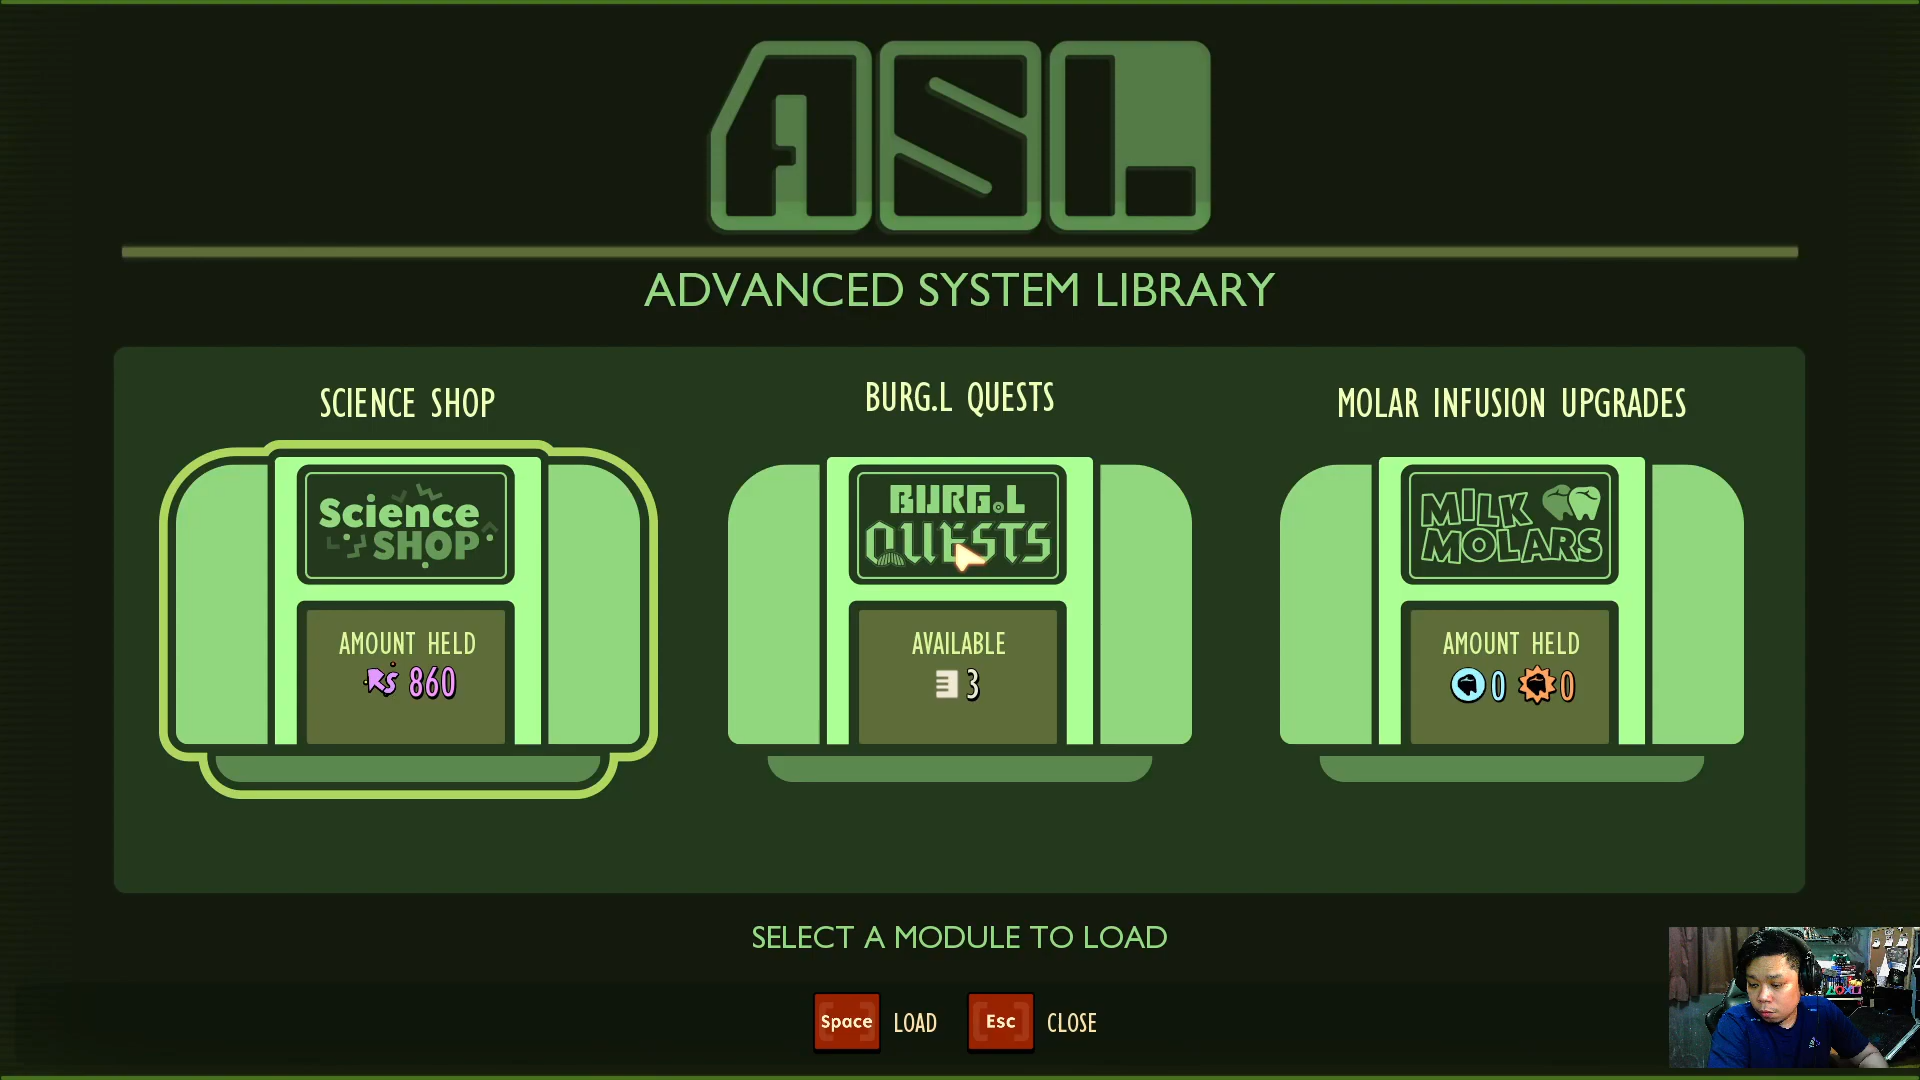 ASL
ADVANCED SYSTEM LIBRARY
SCIENCE SHOP
BURG.L QUESTS
MOLAR INFUSION UPGRADES
Science
SHOP
BURG.L
QUESTS
MILK
MOLARS
AMOUNT HELD
RS 860
AVAILABLE
3
AMOUNT HELD
0 0
SELECT A MODULE TO LOAD
Space LOAD Esc CLOSE